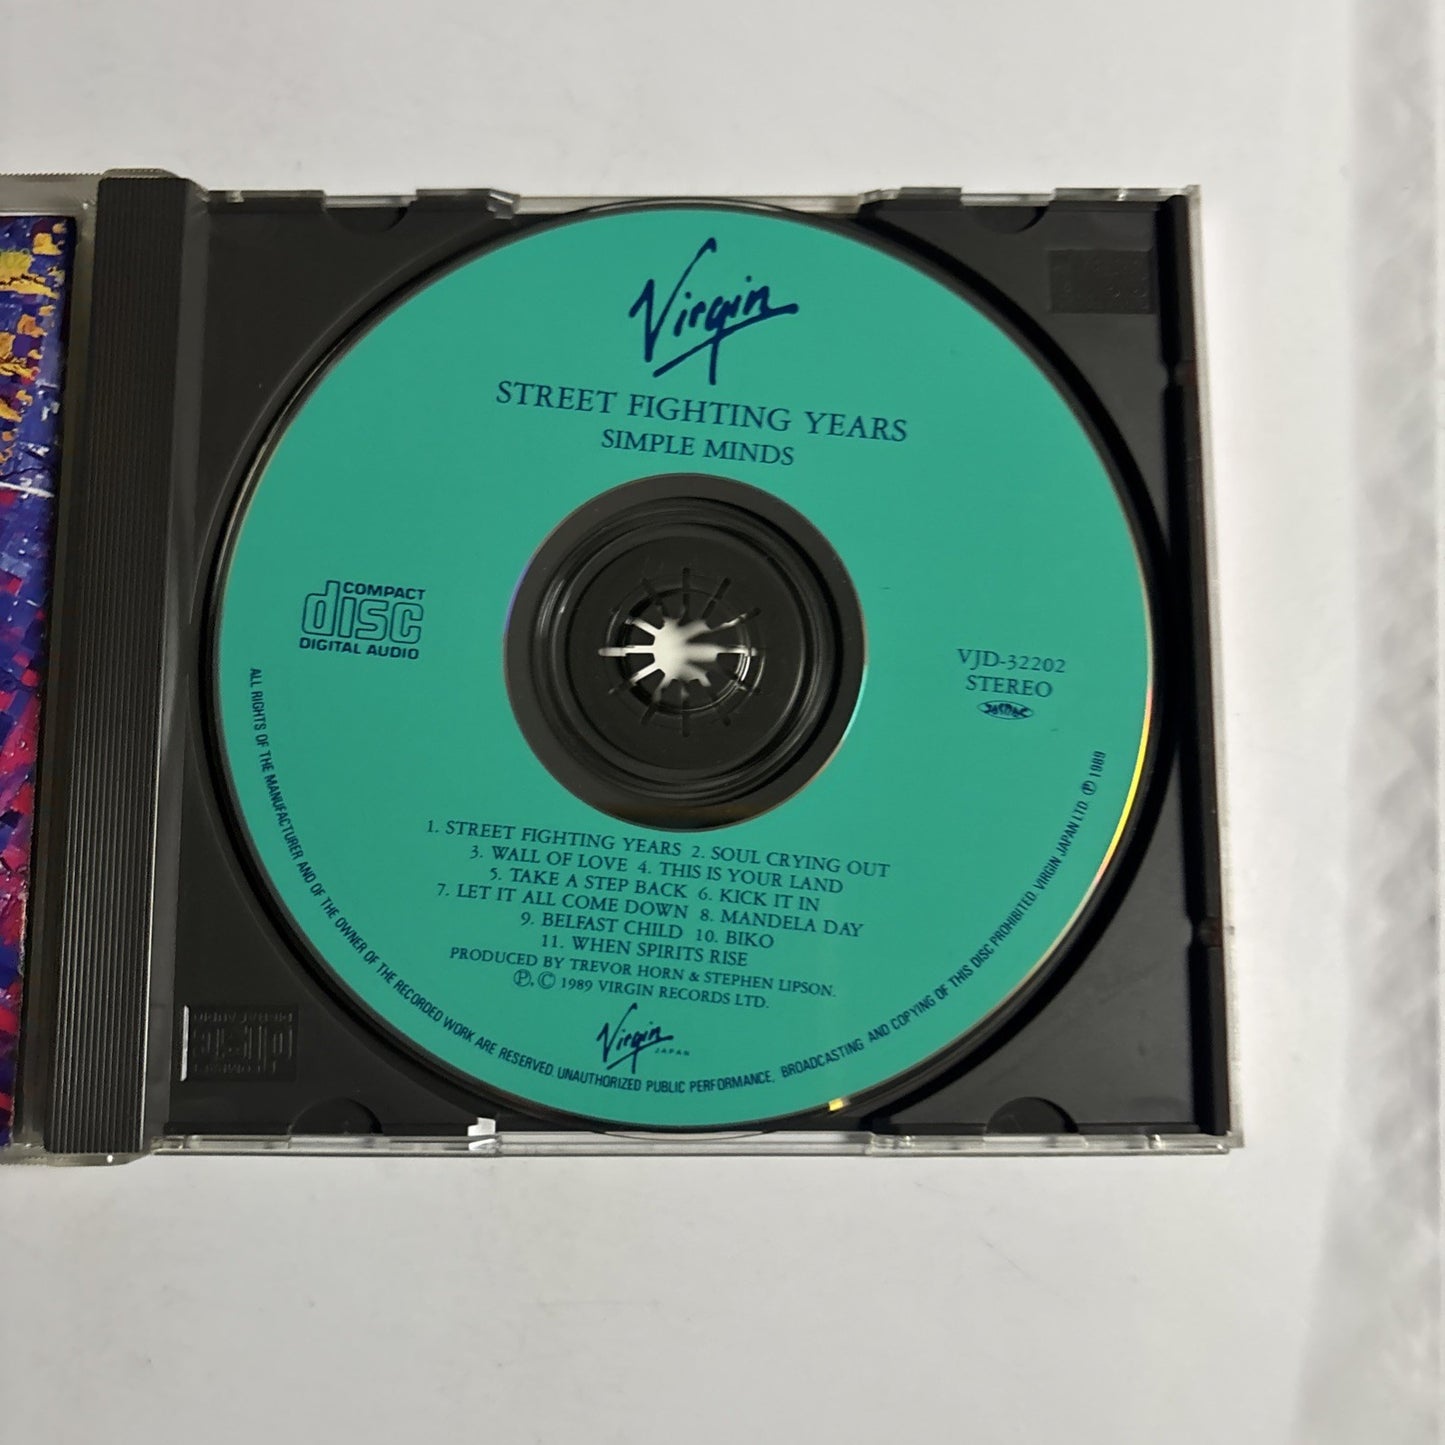 Virgin
STREET FIGHTING YEARS
SIMPLE MINDS
COMPACT
disc
DIGITAL AUDIO
VJD-32202
STEREO
JASRAC
1. STREET FIGHTING YEARS 2. SOUL CRYING OUT
3. WALL OF LOVE 4. THIS IS YOUR LAND
5. TAKE A STEP BACK 6. KICK IT IN
7. LET IT ALL COME DOWN 8. MANDELA DAY
9. BELFAST CHILD 10. BIKO
11. WHEN SPIRITS RISE
PRODUCED BY TREVOR HORN & STEPHEN LIPSON.
Ⓟ,Ⓒ 1989 VIRGIN RECORDS LTD.
Virgin
JAPAN
ALL RIGHTS OF THE MANUFACTURER AND OF THE OWNER OF THE RECORDED WORK ARE RESERVED. UNAUTHORIZED PUBLIC PERFORMANCE, BROADCASTING AND COPYING OF THIS DISC PROHIBITED. VIRGIN JAPAN LTD. Ⓟ 1989
COMPACT
disc
DIGITAL AUDIO